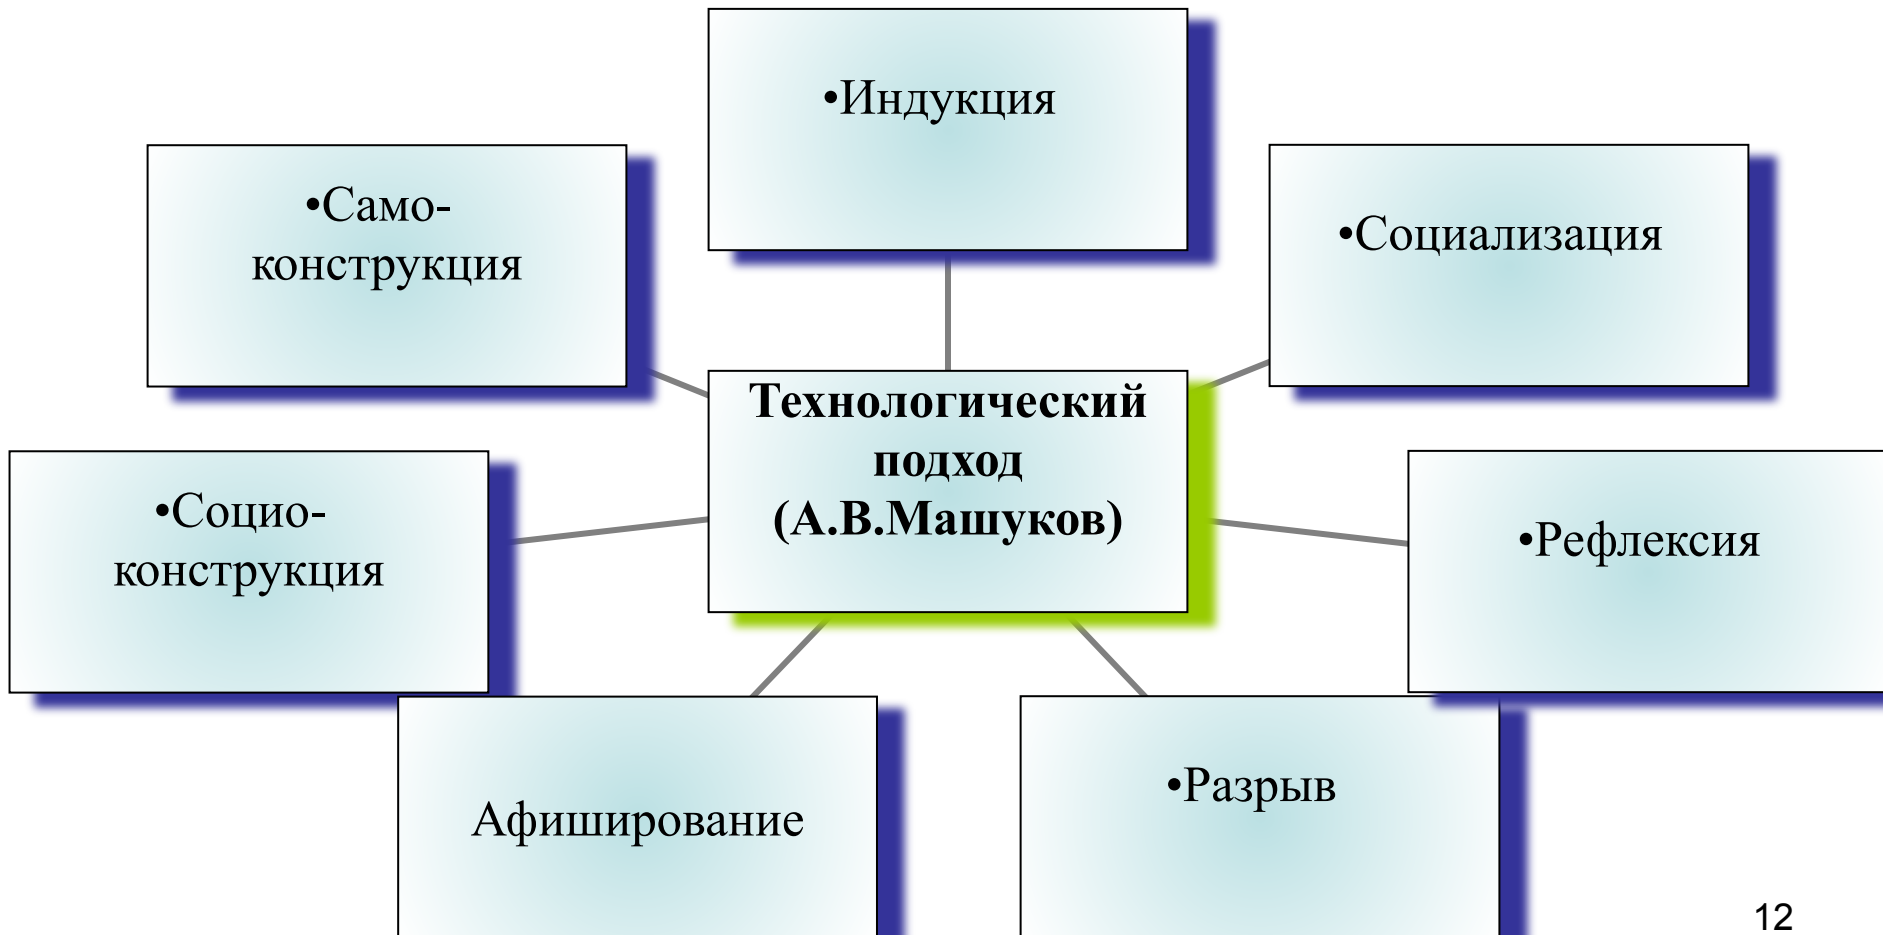 •Индукция
•Само-
конструкция
•Социализация
Технологический
подход
(А.В.Машуков)
•Социо-
конструкция
•Рефлексия
Афиширование
•Разрыв
12